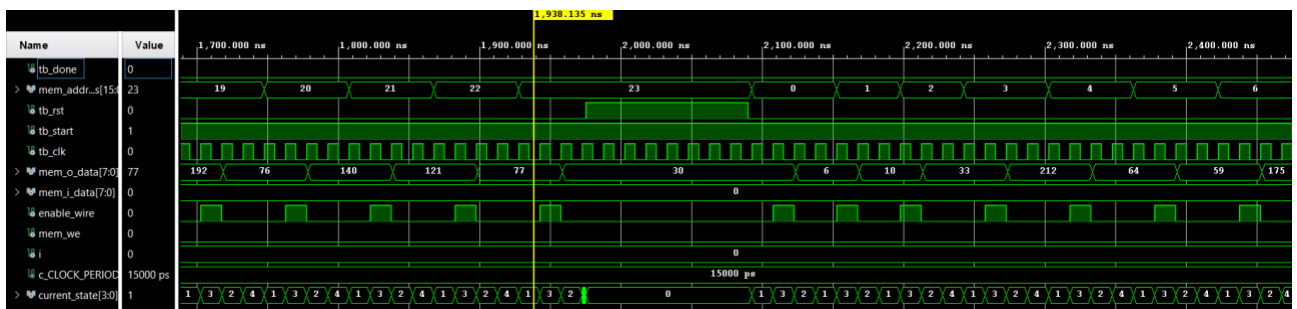 1,938.135 ns
Name Value 1,700.000 ns 1,800.000 ns 1,900.000 ns 2,000.000 ns 2,100.000 ns 2,200.000 ns 2,300.000 ns 2,400.000 ns
tb_done 0
mem_addr...s[15:0 23 19 20 21 22 23 0 1 2 3 4 5 6
tb_rst 0
tb_start 1
tb_clk 0
mem_o_data[7:0] 77 192 76 140 121 77 30 6 10 33 212 64 59 175
mem_i_data[7:0] 0 0
enable_wire 0
mem_we 0
i 0 0
c_CLOCK_PERIOD 15000 ps 15000 ps
current_state[3:0] 1 1 3 2 4 1 3 2 4 1 3 2 4 1 3 2 4 1 3 2 0 1 3 2 1 3 2 1 3 2 4 1 3 2 4 1 3 2 4 1 3 2 4 1 3 2 4